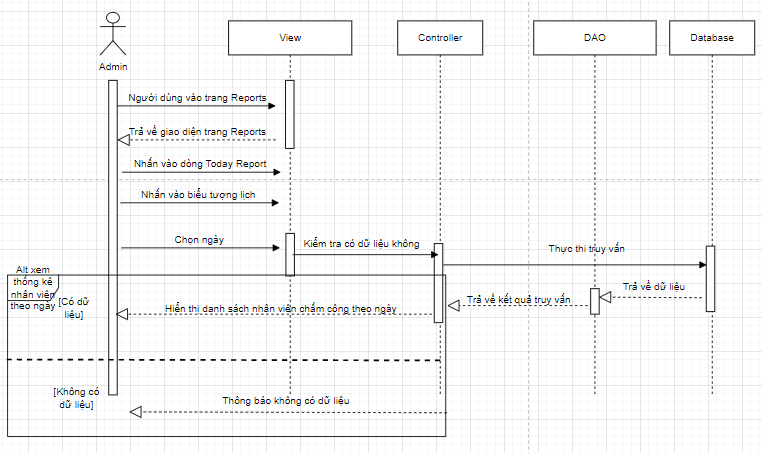 View
Controller
DAO
Database
Admin
Người dùng vào trang Reports
Trả về giao diện trang Reports
Nhấn vào dòng Today Report
Nhấn vào biểu tượng lịch
Chọn ngày
Kiểm tra có dữ liệu không
Thực thi truy vấn
Alt xem
thống kê
nhân viên
theo ngày
[Có dữ
liệu]
Trả về dữ liệu
Trả về kết quả truy vấn
Hiển thi danh sách nhân viên chấm công theo ngày
[Không có
dữ liệu]
Thông báo không có dữ liệu